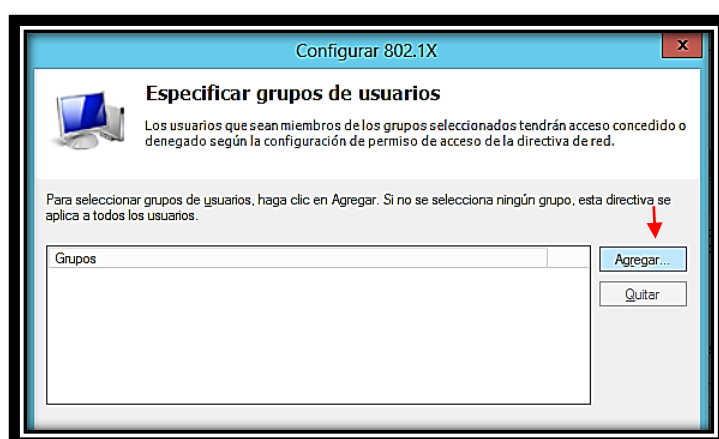 Configurar 802.1X
x
Especificar grupos de usuarios
Los usuarios que sean miembros de los grupos seleccionados tendrán acceso concedido o
denegado según la configuración de permiso de acceso de la directiva de red.
Para seleccionar grupos de usuarios, haga clic en Agregar. Si no se selecciona ningún grupo, esta directiva se
aplica a todos los usuarios.
Grupos
Agregar...
Quitar